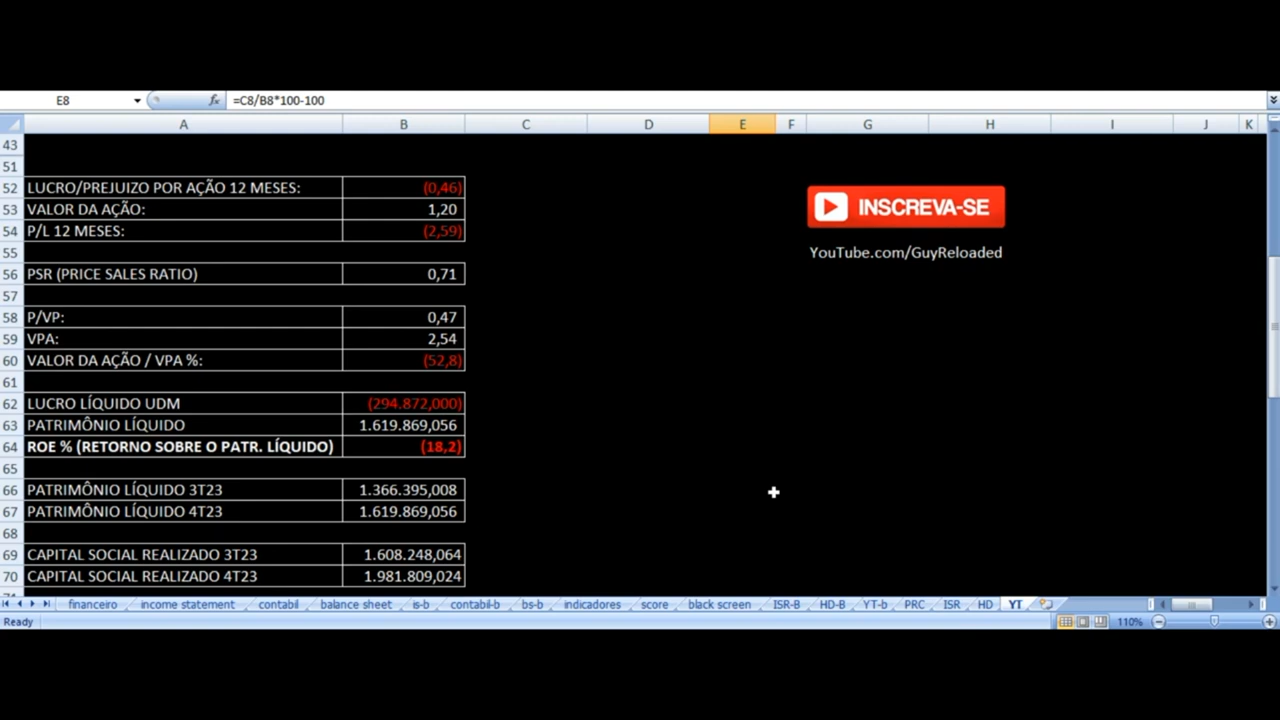 E8 fx =C8/B8*100-100
A B C D E F G H I J K
43
51
52 LUCRO/PREJUIZO POR AÇÃO 12 MESES: (0,46)
INSCREVA-SE
53 VALOR DA AÇÃO: 1,20
54 P/L 12 MESES: (2,59)
YouTube.com/GuyReloaded
55
56 PSR (PRICE SALES RATIO) 0,71
57
58 P/VP: 0,47
59 VPA: 2,54
60 VALOR DA AÇÃO / VPA %: (52,8)
61
62 LUCRO LÍQUIDO UDM (294.872,000)
63 PATRIMÔNIO LÍQUIDO 1.619.869,056
64 ROE % (RETORNO SOBRE O PATR. LÍQUIDO) (18,2)
65
66 PATRIMÔNIO LÍQUIDO 3T23 1.366.395,008
67 PATRIMÔNIO LÍQUIDO 4T23 1.619.869,056
68
69 CAPITAL SOCIAL REALIZADO 3T23 1.608.248,064
70 CAPITAL SOCIAL REALIZADO 4T23 1.981.809,024
financeiro income statement contabil balance sheet is-b contabil-b bs-b indicadores score black screen ISR-B HD-B YT-b PRC ISR HD YT
Ready 110%